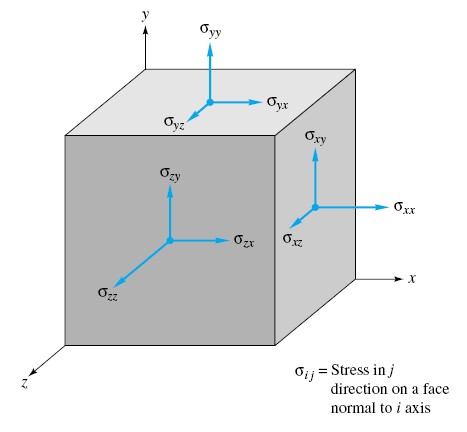 y
σyy
σyx
σyz
σxy
σzy
σxx
σzx
σxz
x
σzz
z
σij = Stress in j
direction on a face
normal to i axis